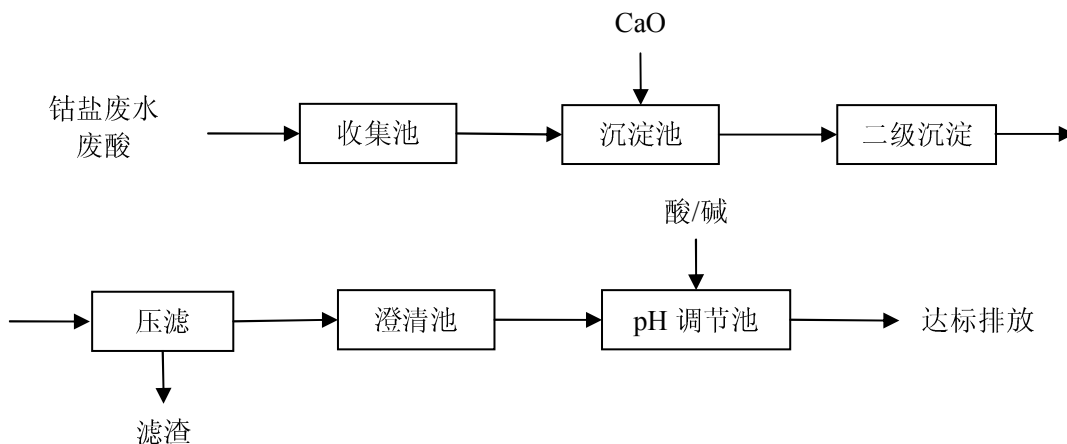 CaO
钴盐废水
废酸
收集池
沉淀池
二级沉淀
酸/碱
压滤
澄清池
pH 调节池
达标排放
滤渣